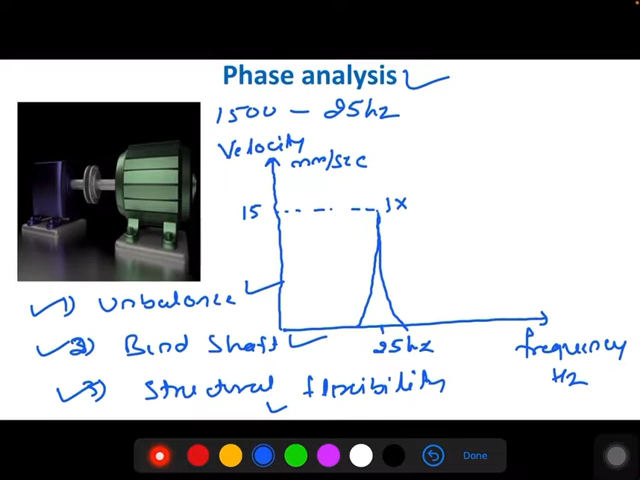 Phase analysis
1500 - 25hz
Velocity
mm/sec
15
1x
1) Unbalance
2) Bend Shaft
25hz
frequency
Hz
3) Structural flexibility
Done